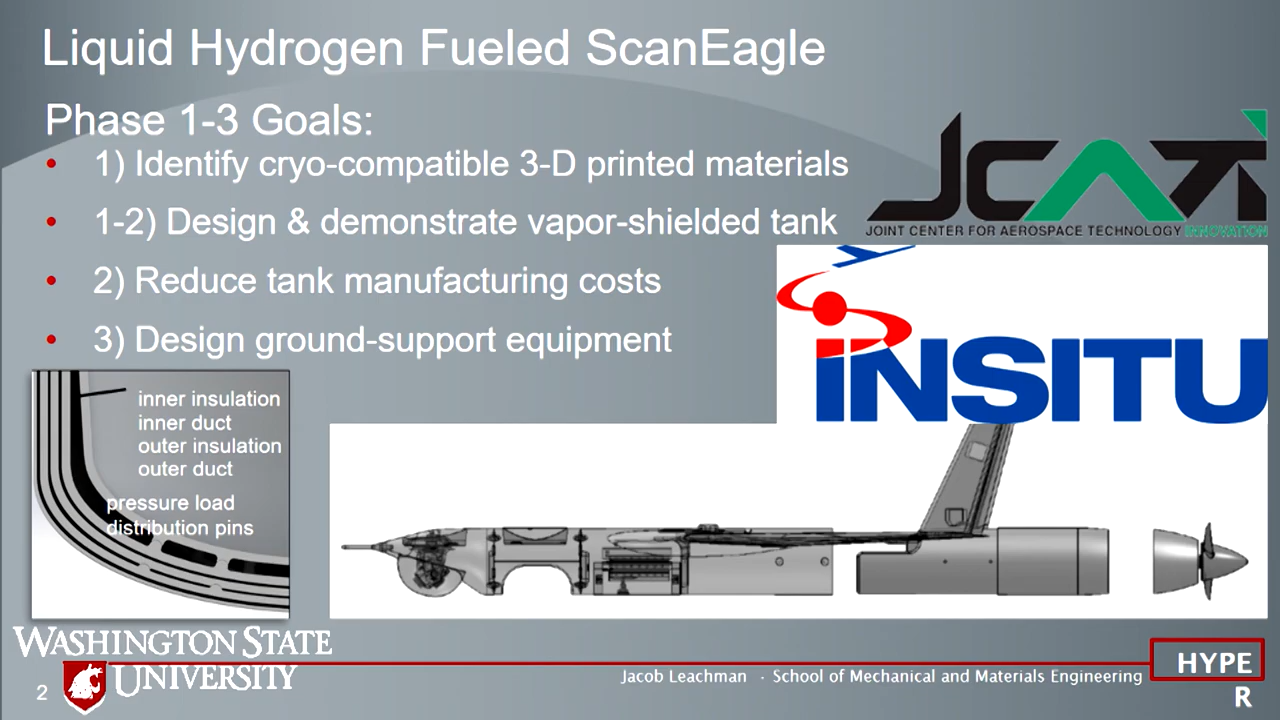 Liquid Hydrogen Fueled ScanEagle
Phase 1-3 Goals:
• 1) Identify cryo-compatible 3-D printed materials
• 1-2) Design & demonstrate vapor-shielded tank
• 2) Reduce tank manufacturing costs
• 3) Design ground-support equipment
JCATI
JOINT CENTER FOR AEROSPACE TECHNOLOGY INNOVATION
INSITU
inner insulation
inner duct
outer insulation
outer duct
pressure load
distribution pins
WASHINGTON STATE
UNIVERSITY
2
Jacob Leachman - School of Mechanical and Materials Engineering
HYPE
R